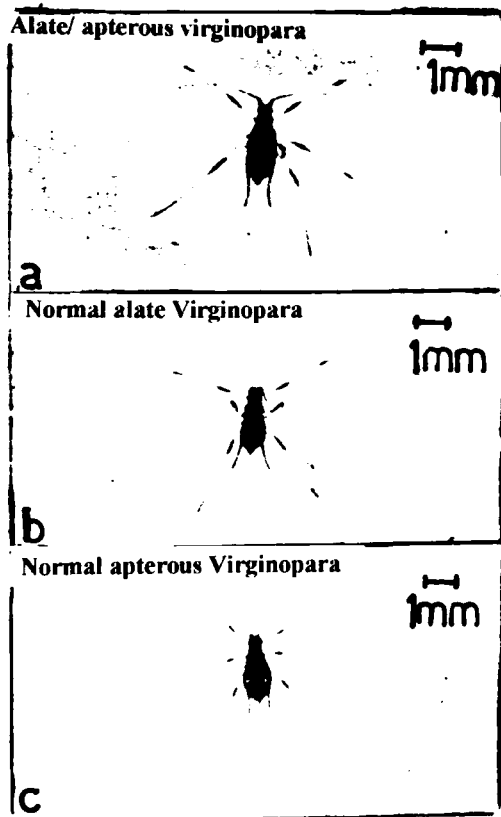 Alate/ apterous virginopara
1mm
a
Normal alate Virginopara
1mm
b
Normal apterous Virginopara
1mm
c